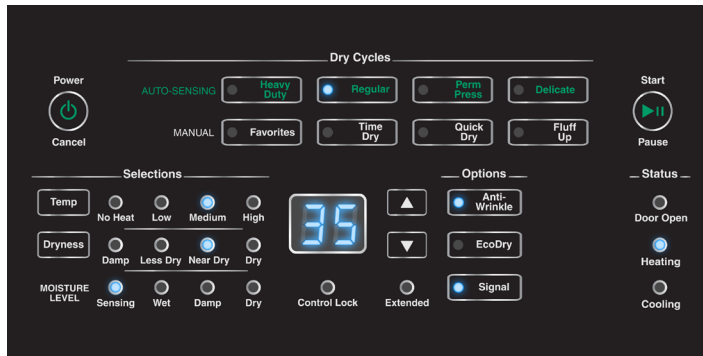 Dry Cycles
Power
Cancel
AUTO-SENSING
Heavy
Duty
Regular
Perm
Press
Delicate
Start
Pause
MANUAL
Favorites
Time
Dry
Quick
Dry
Fluff
Up
Selections
Temp
No Heat
Low
Medium
High
Dryness
Damp
Less Dry
Near Dry
Dry
MOISTURE
LEVEL
Sensing
Wet
Damp
Dry
35
Control Lock
Extended
Options
Anti-
Wrinkle
EcoDry
Signal
Status
Door Open
Heating
Cooling